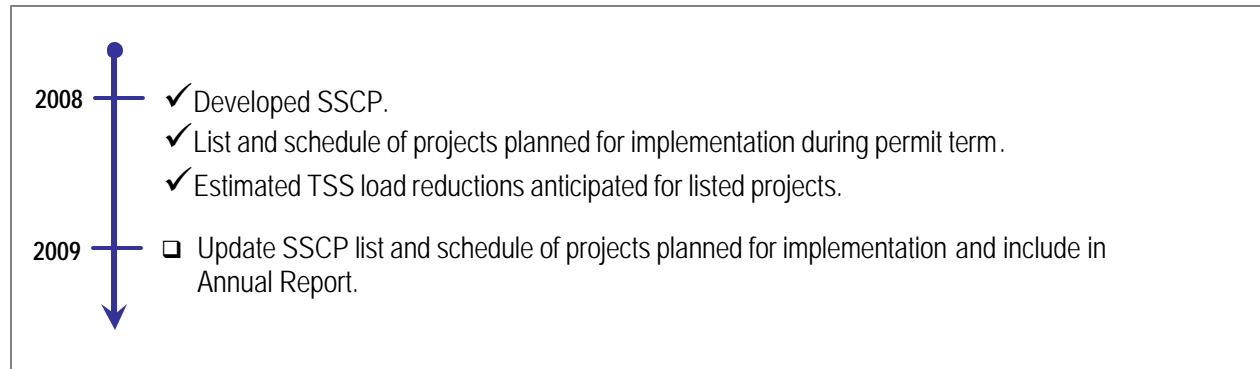 2008
✓Developed SSCP.
✓List and schedule of projects planned for implementation during permit term.
✓Estimated TSS load reductions anticipated for listed projects.
2009
❑ Update SSCP list and schedule of projects planned for implementation and include in
Annual Report.